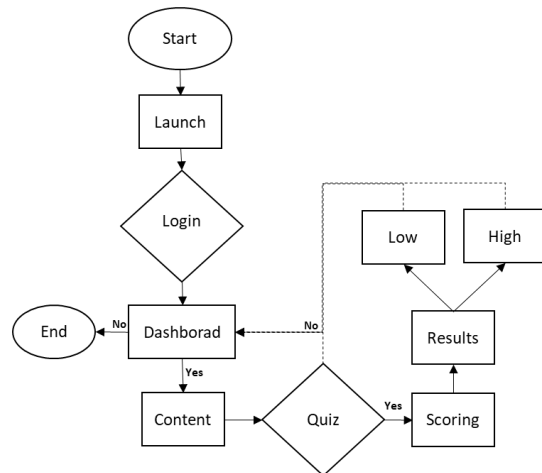 Start
Launch
Login
Low
High
End
No
Dashborad
No
Results
Yes
Content
Quiz
Yes
Scoring